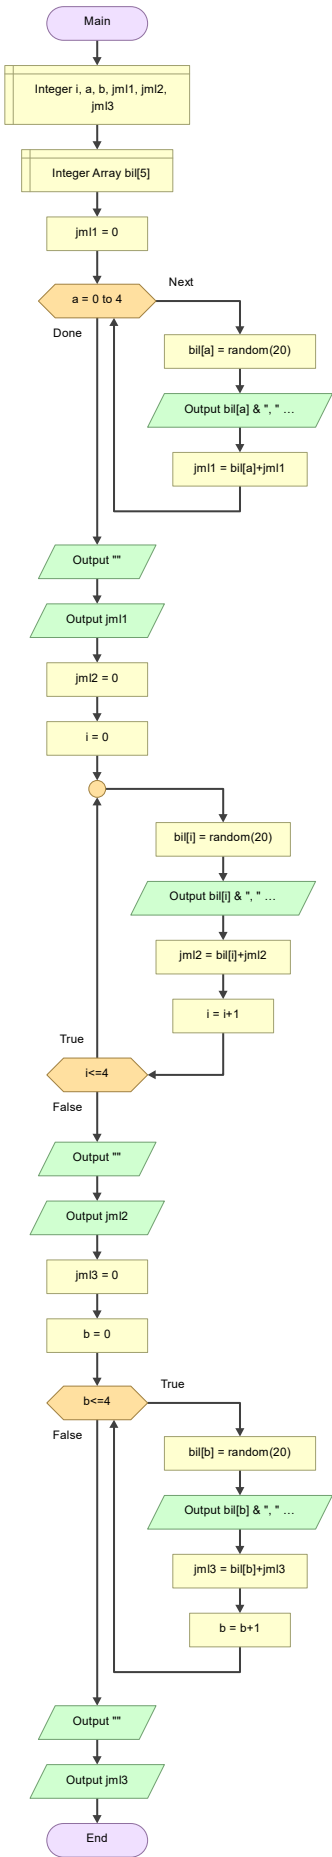 Main
Integer i, a, b, jml1, jml2,
jml3
Integer Array bil[5]
jml1 = 0
a = 0 to 4
Next
Done
bil[a] = random(20)
Output bil[a] & ", " ...
jml1 = bil[a]+jml1
Output ""
Output jml1
jml2 = 0
i = 0
bil[i] = random(20)
Output bil[i] & ", " ...
jml2 = bil[i]+jml2
i = i+1
True
i<=4
False
Output ""
Output jml2
jml3 = 0
b = 0
b<=4
True
False
bil[b] = random(20)
Output bil[b] & ", " ...
jml3 = bil[b]+jml3
b = b+1
Output ""
Output jml3
End